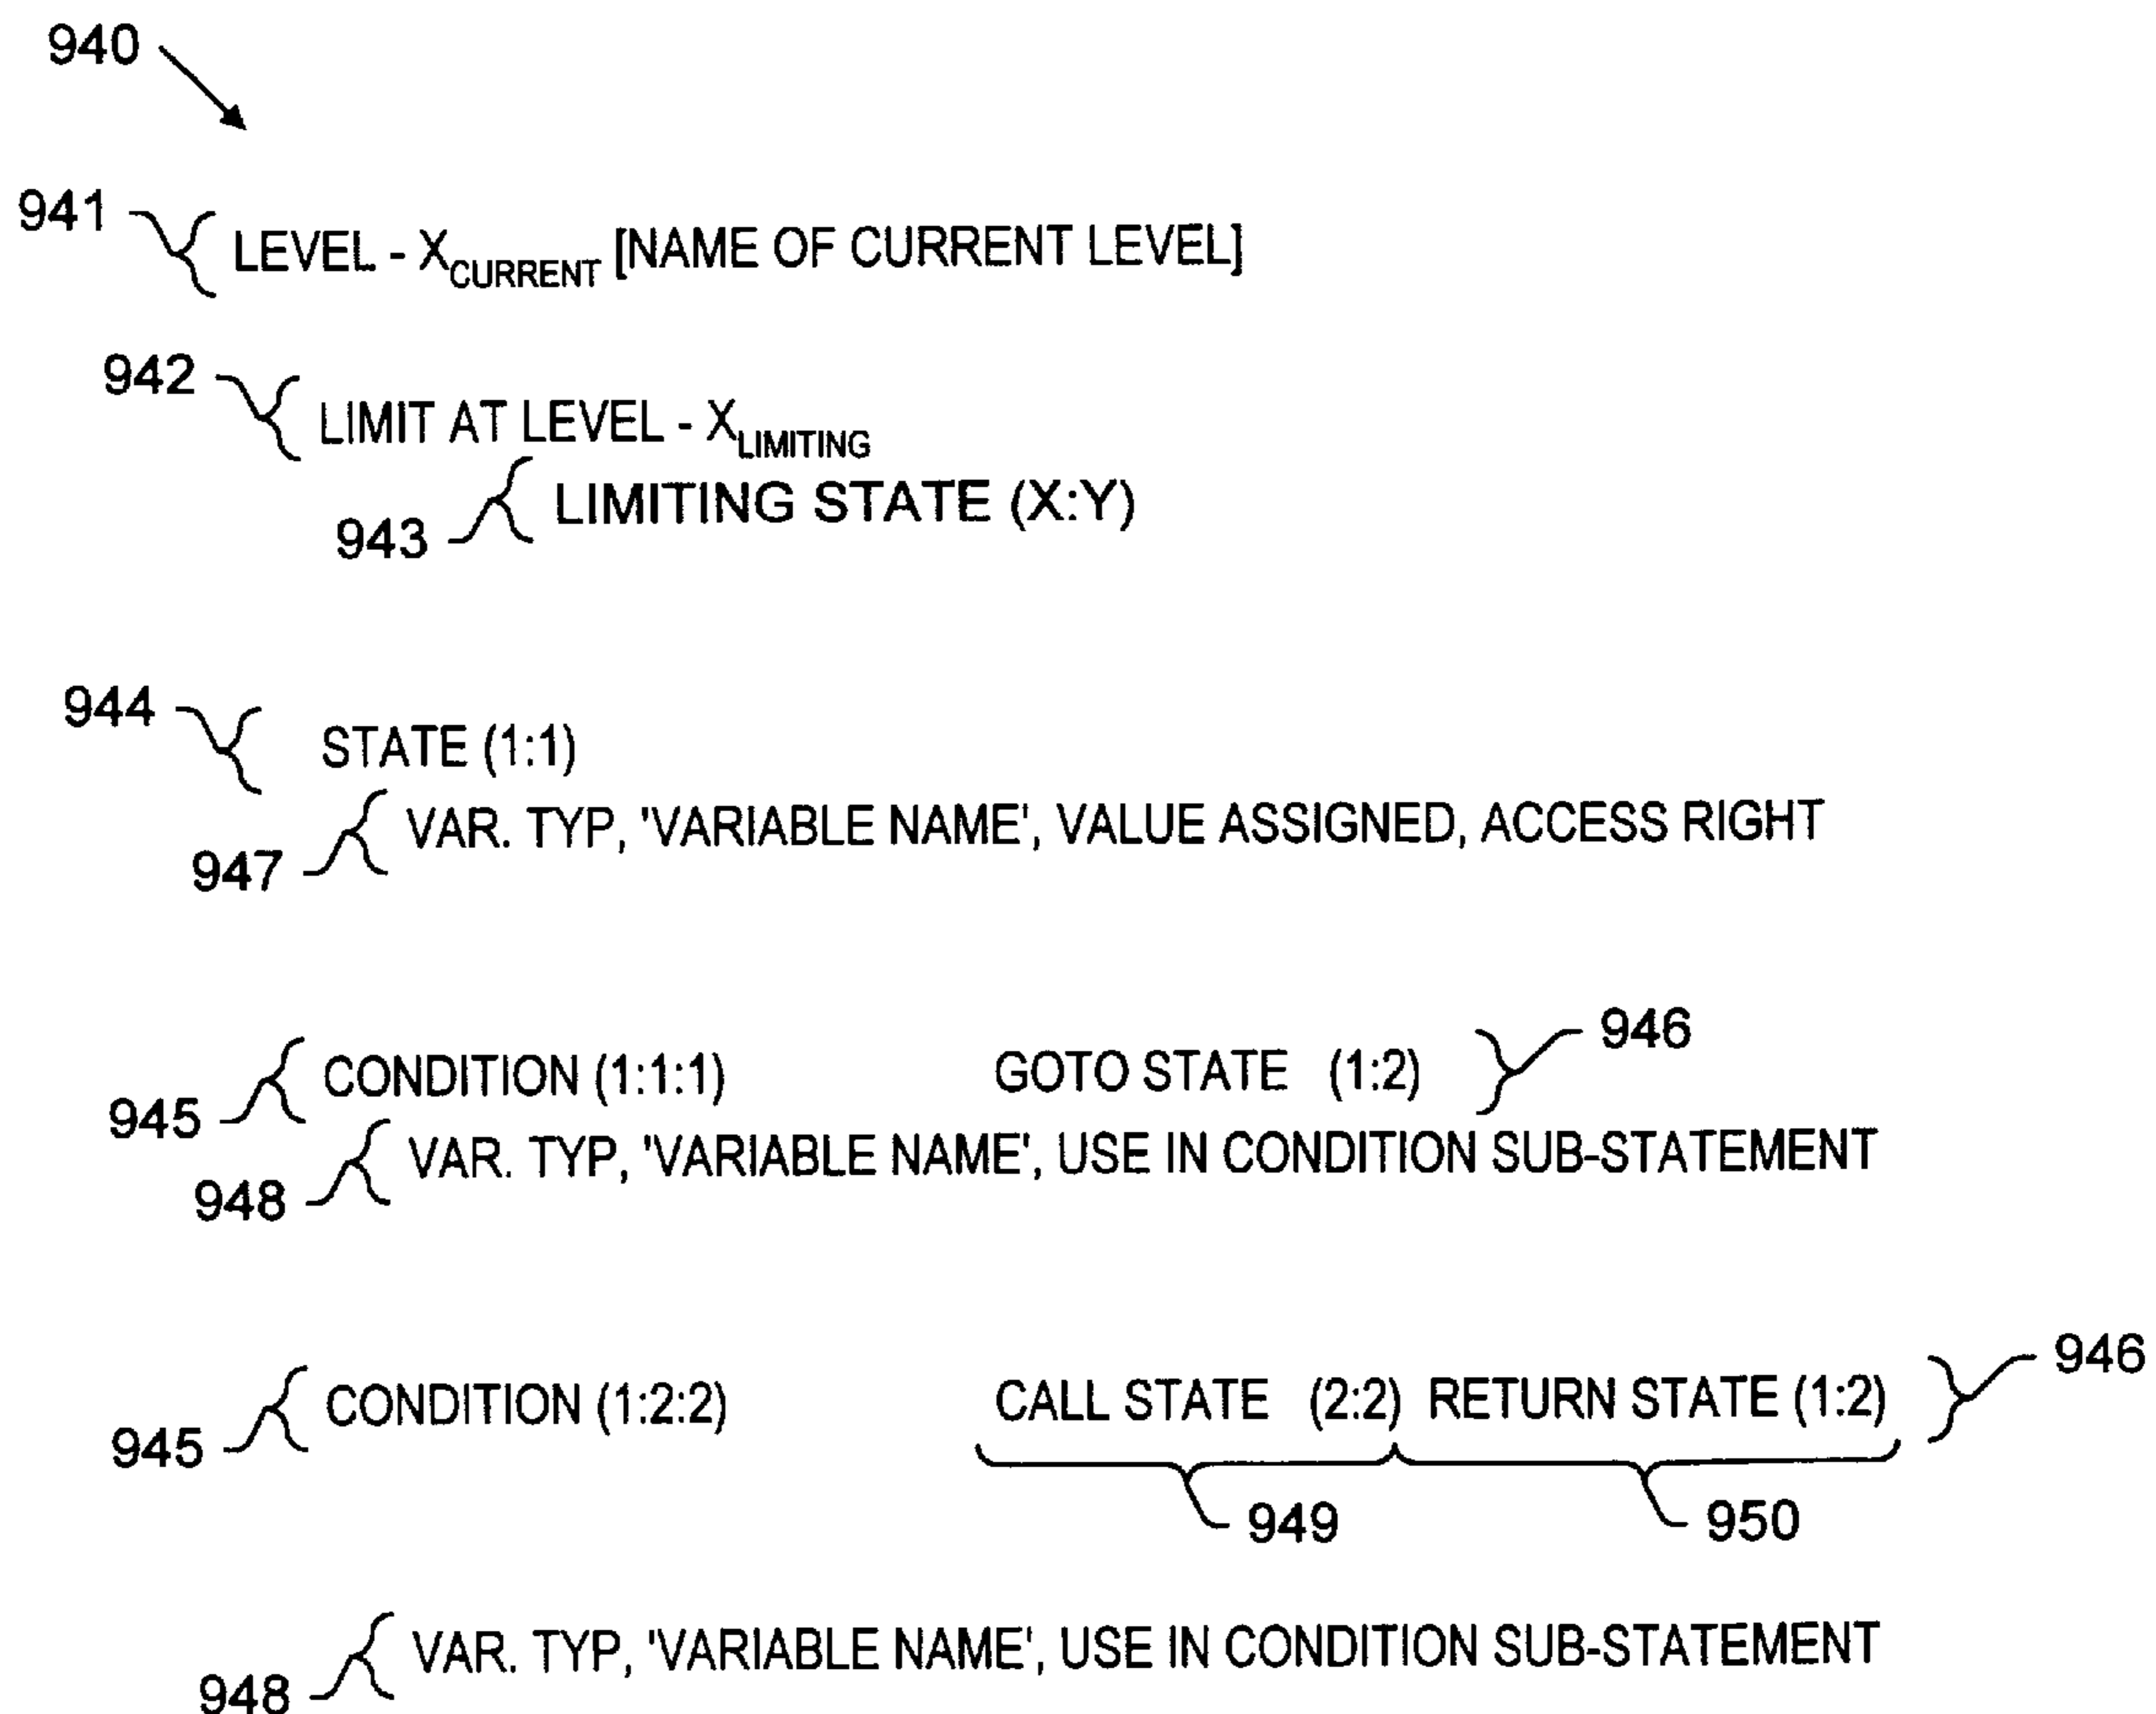 940
941 LEVEL - XCURRENT [NAME OF CURRENT LEVEL]
942 LIMIT AT LEVEL - XLIMITING
943 LIMITING STATE (X:Y)
944 STATE (1:1)
947 VAR. TYP, 'VARIABLE NAME', VALUE ASSIGNED, ACCESS RIGHT
945 CONDITION (1:1:1) GOTO STATE (1:2) 946
948 VAR. TYP, 'VARIABLE NAME', USE IN CONDITION SUB-STATEMENT
945 CONDITION (1:2:2) CALL STATE (2:2) RETURN STATE (1:2) 946
949 950
948 VAR. TYP, 'VARIABLE NAME', USE IN CONDITION SUB-STATEMENT